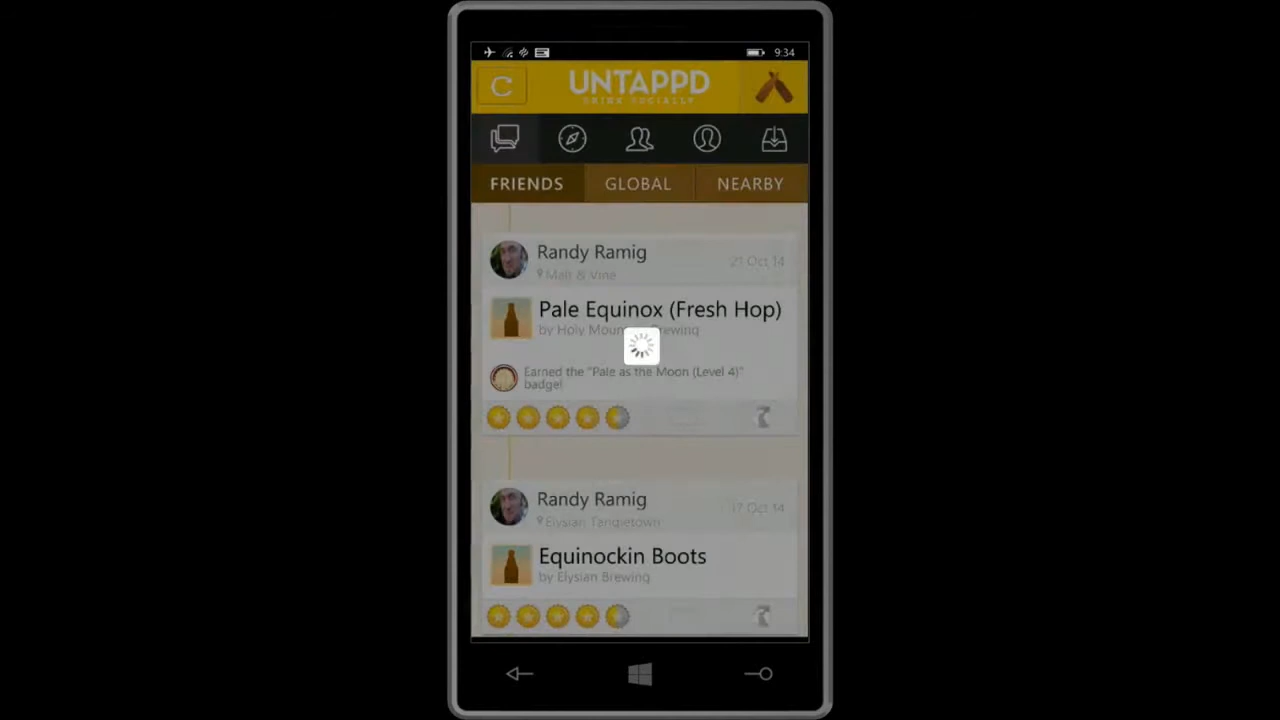 9:34
C
UNTAPPD
DRINK SOCIALLY
FRIENDS GLOBAL NEARBY
Randy Ramig
21 Oct 14
Malt & Vine
Pale Equinox (Fresh Hop)
by Holy Mountain Brewing
Earned the "Pale as the Moon (Level 4)"
badge!
Randy Ramig
17 Oct 14
Elysian Tangletown
Equinockin Boots
by Elysian Brewing